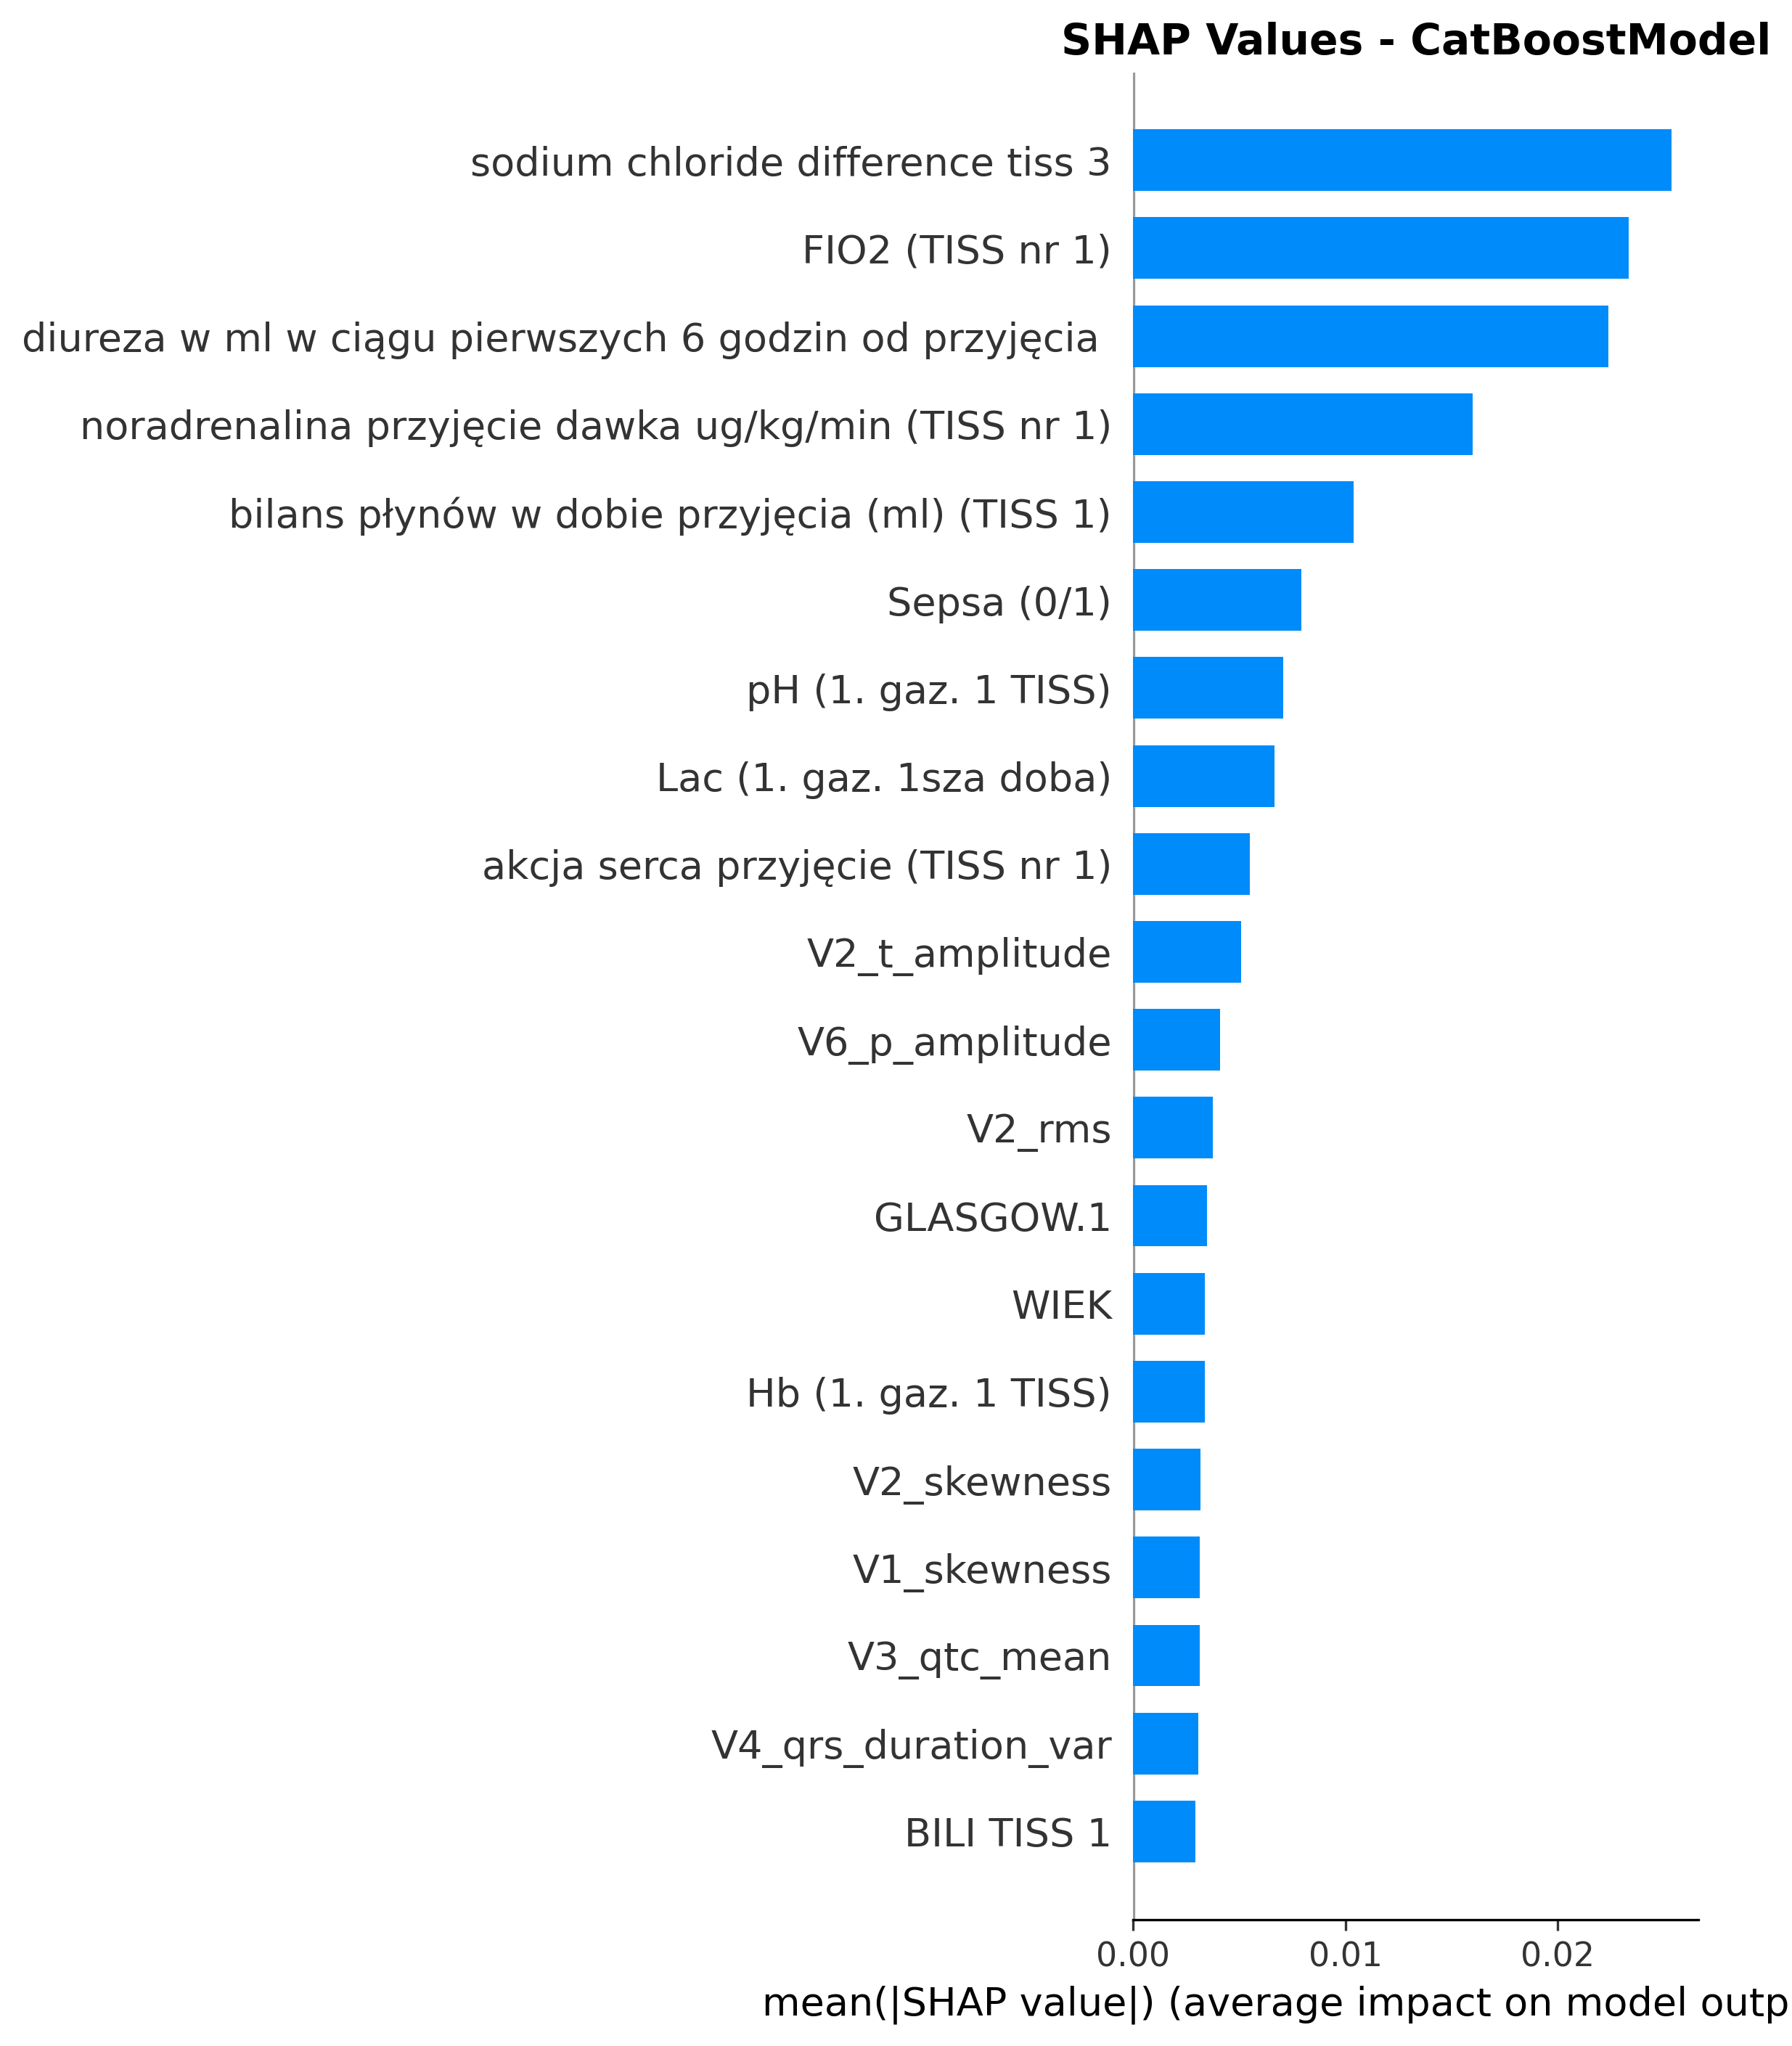 SHAP Values - CatBoostModel
sodium chloride difference tiss 3
FIO2 (TISS nr 1)
diureza w ml w ciągu pierwszych 6 godzin od przyjęcia
noradrenalina przyjęcie dawka ug/kg/min (TISS nr 1)
bilans płynów w dobie przyjęcia (ml) (TISS 1)
Sepsa (0/1)
pH (1. gaz. 1 TISS)
Lac (1. gaz. 1sza doba)
akcja serca przyjęcie (TISS nr 1)
V2_t_amplitude
V6_p_amplitude
V2_rms
GLASGOW.1
WIEK
Hb (1. gaz. 1 TISS)
V2_skewness
V1_skewness
V3_qtc_mean
V4_qrs_duration_var
BILI TISS 1
0.00 0.01 0.02
mean(|SHAP value|) (average impact on model outp